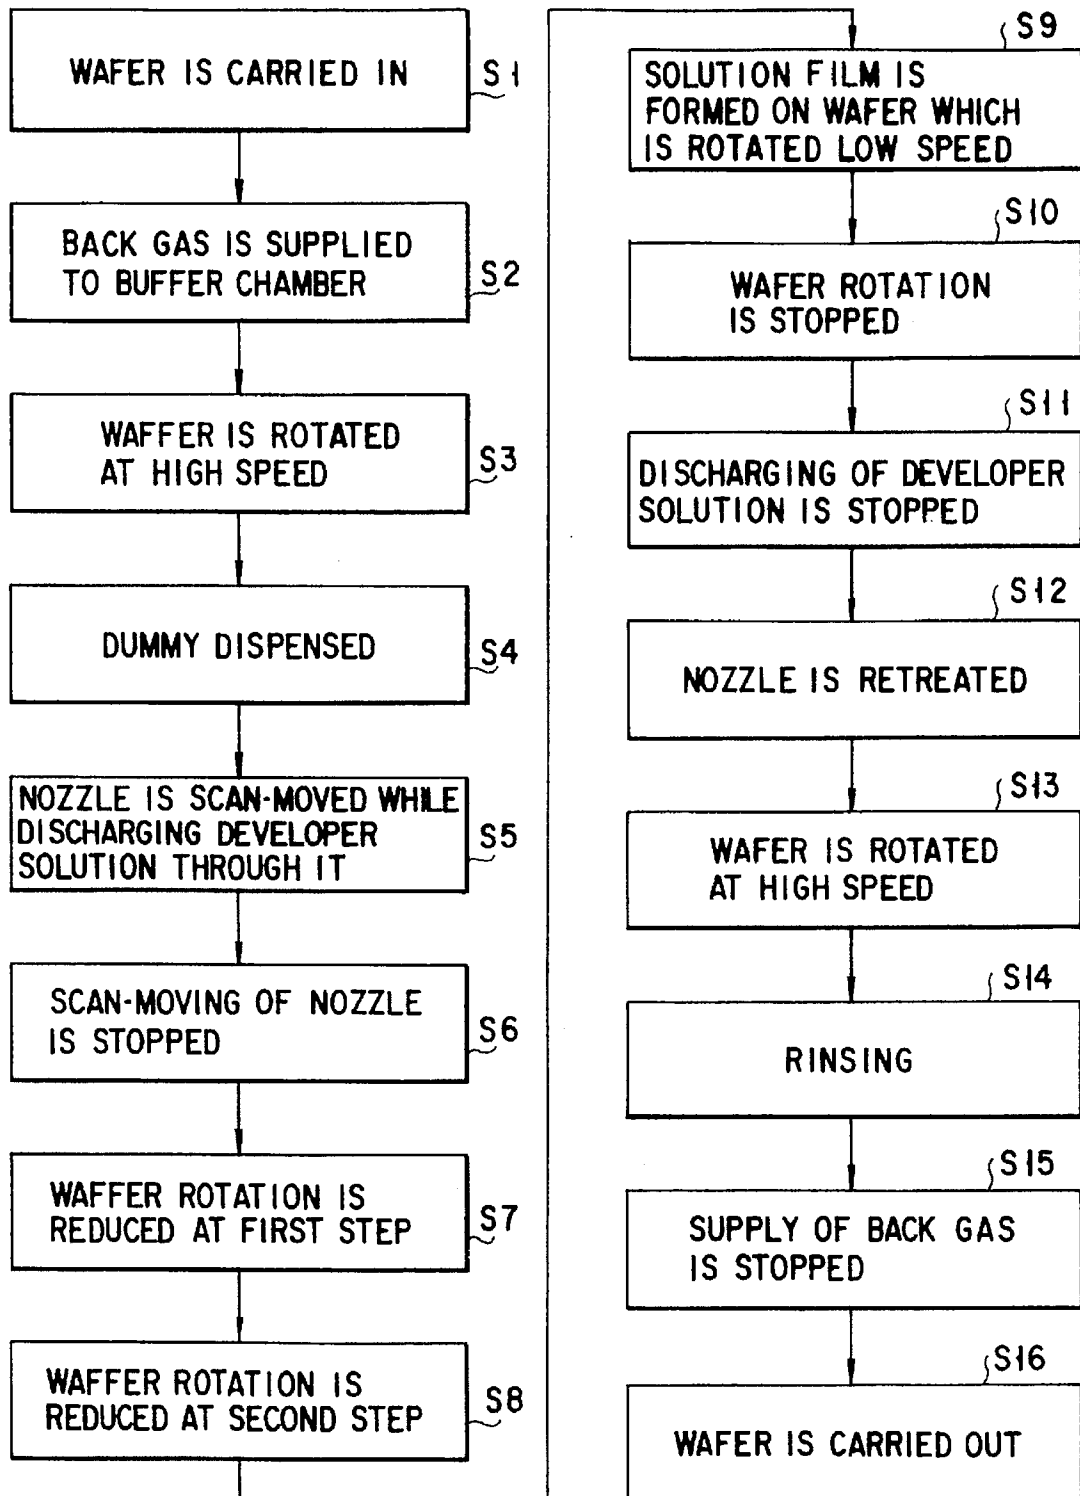 WAFER IS CARRIED IN
S1
BACK GAS IS SUPPLIED
TO BUFFER CHAMBER
S2
WAFFER IS ROTATED
AT HIGH SPEED
S3
DUMMY DISPENSED
S4
NOZZLE IS SCAN-MOVED WHILE
DISCHARGING DEVELOPER
SOLUTION THROUGH IT
S5
SCAN-MOVING OF NOZZLE
IS STOPPED
S6
WAFFER ROTATION IS
REDUCED AT FIRST STEP
S7
WAFFER ROTATION IS
REDUCED AT SECOND STEP
S8
S9
SOLUTION FILM IS
FORMED ON WAFER WHICH
IS ROTATED LOW SPEED
S10
WAFER ROTATION
IS STOPPED
S11
DISCHARGING OF DEVELOPER
SOLUTION IS STOPPED
S12
NOZZLE IS RETREATED
S13
WAFER IS ROTATED
AT HIGH SPEED
S14
RINSING
S15
SUPPLY OF BACK GAS
IS STOPPED
S16
WAFER IS CARRIED OUT